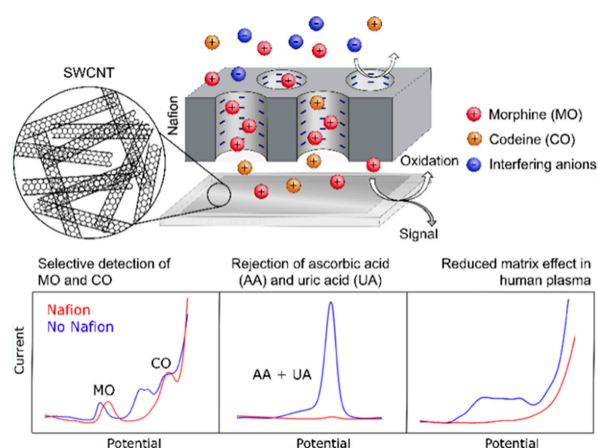 SWCNT
Nafion
Morphine (MO)
Codeine (CO)
Interfering anions
Oxidation
Signal
Selective detection of
MO and CO
Rejection of ascorbic acid
(AA) and uric acid (UA)
Reduced matrix effect in
human plasma
Current
Nafion
No Nafion
MO
CO
AA + UA
Potential
Potential
Potential